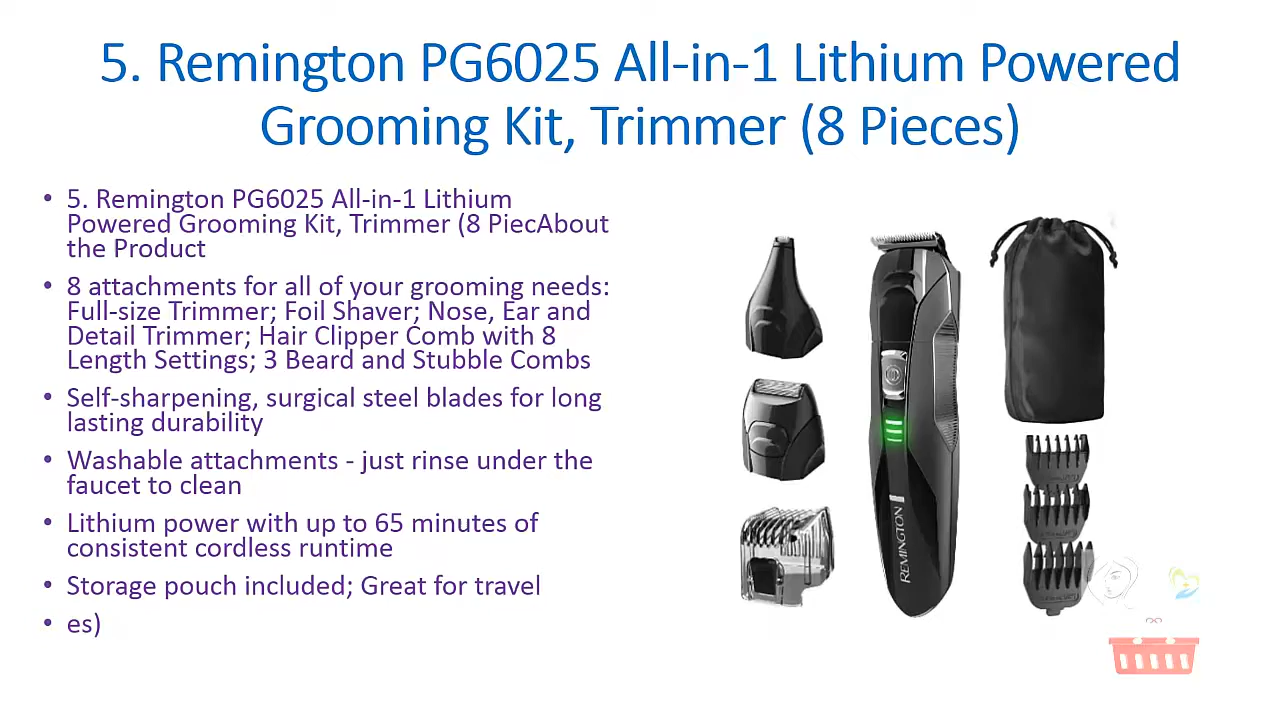 5. Remington PG6025 All-in-1 Lithium Powered
Grooming Kit, Trimmer (8 Pieces)
• 5. Remington PG6025 All-in-1 Lithium
Powered Grooming Kit, Trimmer (8 PiecAbout
the Product
• 8 attachments for all of your grooming needs:
Full-size Trimmer; Foil Shaver; Nose, Ear and
Detail Trimmer; Hair Clipper Comb with 8
Length Settings; 3 Beard and Stubble Combs
• Self-sharpening, surgical steel blades for long
lasting durability
• Washable attachments - just rinse under the
faucet to clean
• Lithium power with up to 65 minutes of
consistent cordless runtime
• Storage pouch included; Great for travel
• es)
REMINGTON